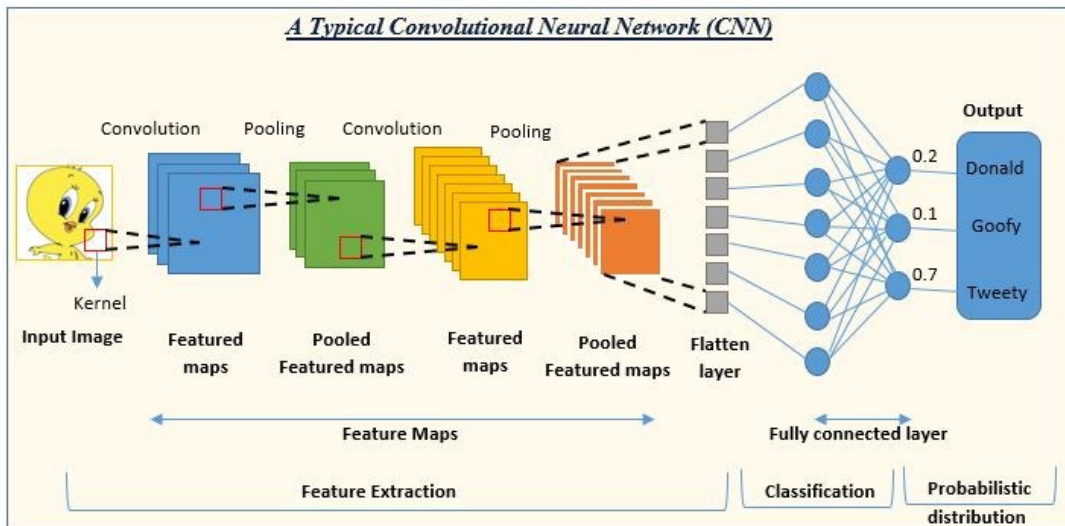 A Typical Convolutional Neural Network (CNN)
Convolution
Pooling
Convolution
Pooling
Kernel
Input Image
Featured
maps
Pooled
Featured maps
Featured
maps
Pooled
Featured maps
Flatten
layer
Output
0.2
Donald
0.1
Goofy
0.7
Tweety
Feature Maps
Fully connected layer
Feature Extraction
Classification
Probabilistic
distribution